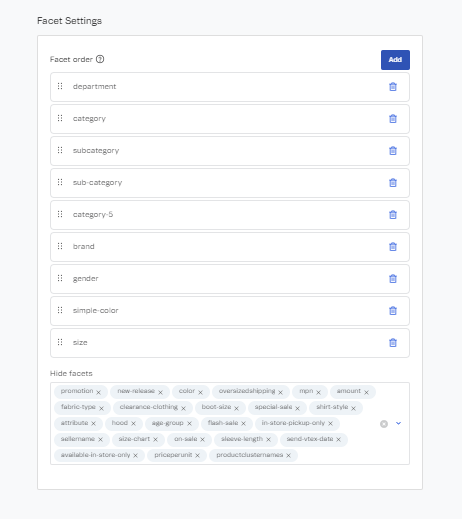 Facet Settings
Facet order
Add
department
category
subcategory
sub-category
category-5
brand
gender
simple-color
size
Hide facets
promotion new-release color oversizedshipping mpn amount
fabric-type clearance-clothing boot-size special-sale shirt-style
attribute hood age-group flash-sale in-store-pickup-only
sellername size-chart on-sale sleeve-length send-vtex-date
available-in-store-only priceperunit productclusternames